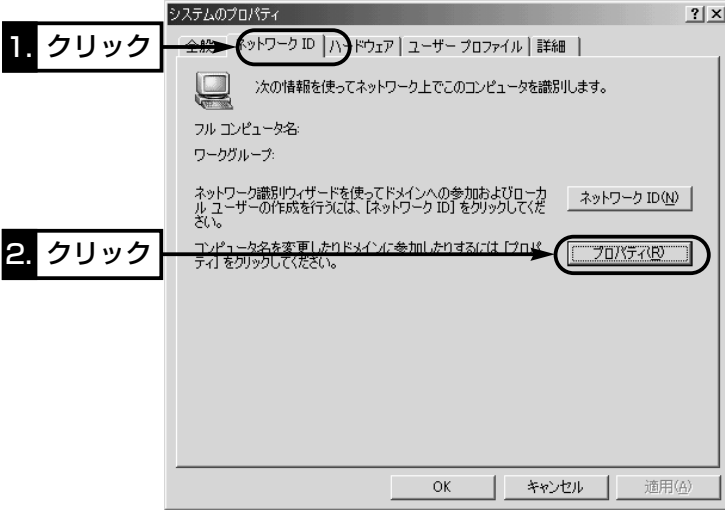 システムのプロパティ
1. クリック
全般 ネットワーク ID ハードウェア ユーザー プロファイル 詳細
次の情報を使ってネットワーク上でこのコンピュータを識別します。
フル コンピュータ名:
ワークグループ:
ネットワーク識別ウィザードを使ってドメインへの参加およびローカ
ル ユーザーの作成を行うには、[ネットワーク ID] をクリックしてくだ
さい。
ネットワーク ID(N)
2. クリック
コンピュータ名を変更したりドメインに参加したりするには [プロパ
ティ] をクリックしてください。
プロパティ(R)
OK キャンセル 適用(A)